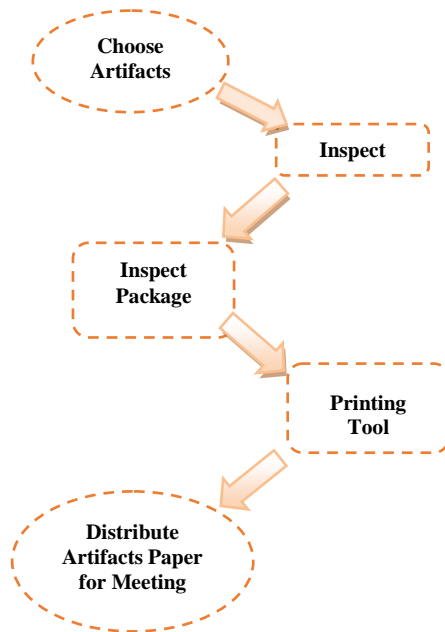 Choose
Artifacts
Inspect
Inspect
Package
Printing
Tool
Distribute
Artifacts Paper
for Meeting